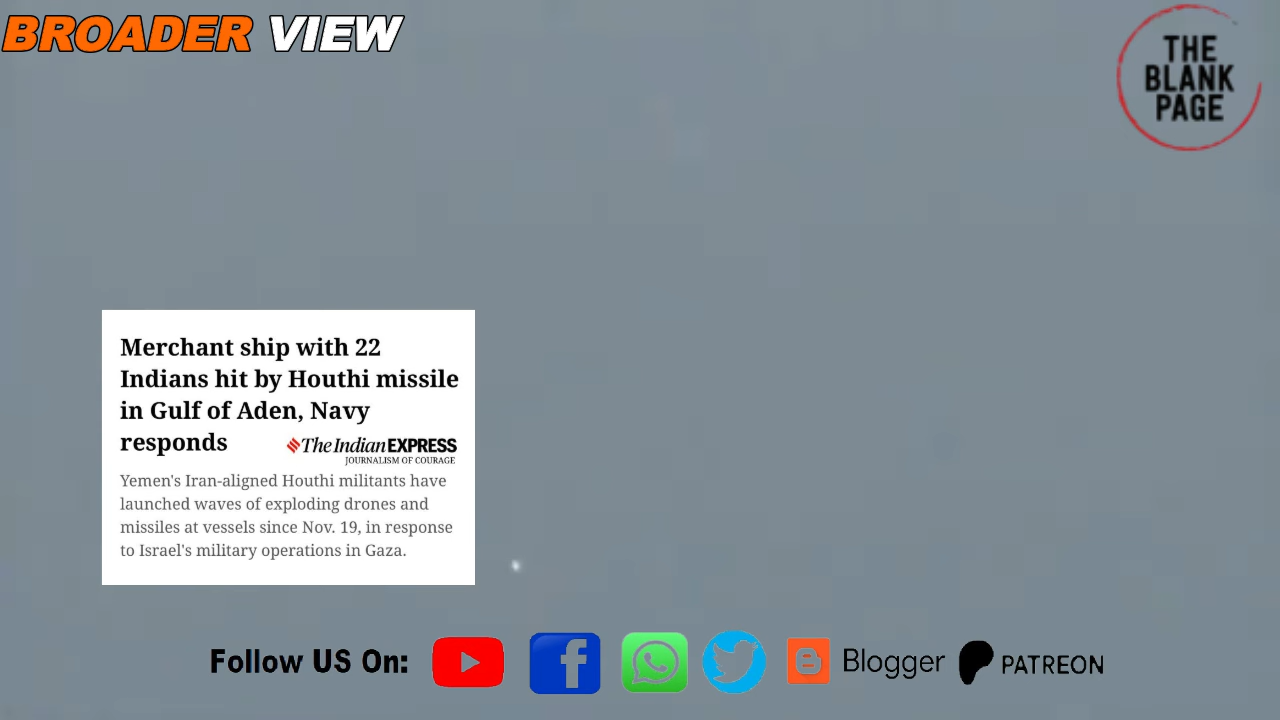 BROADER VIEW
THE
BLANK
PAGE
Merchant ship with 22
Indians hit by Houthi missile
in Gulf of Aden, Navy
responds
The Indian EXPRESS
JOURNALISM OF COURAGE
Yemen's Iran-aligned Houthi militants have
launched waves of exploding drones and
missiles at vessels since Nov. 19, in response
to Israel's military operations in Gaza.
Follow US On: Blogger PATREON